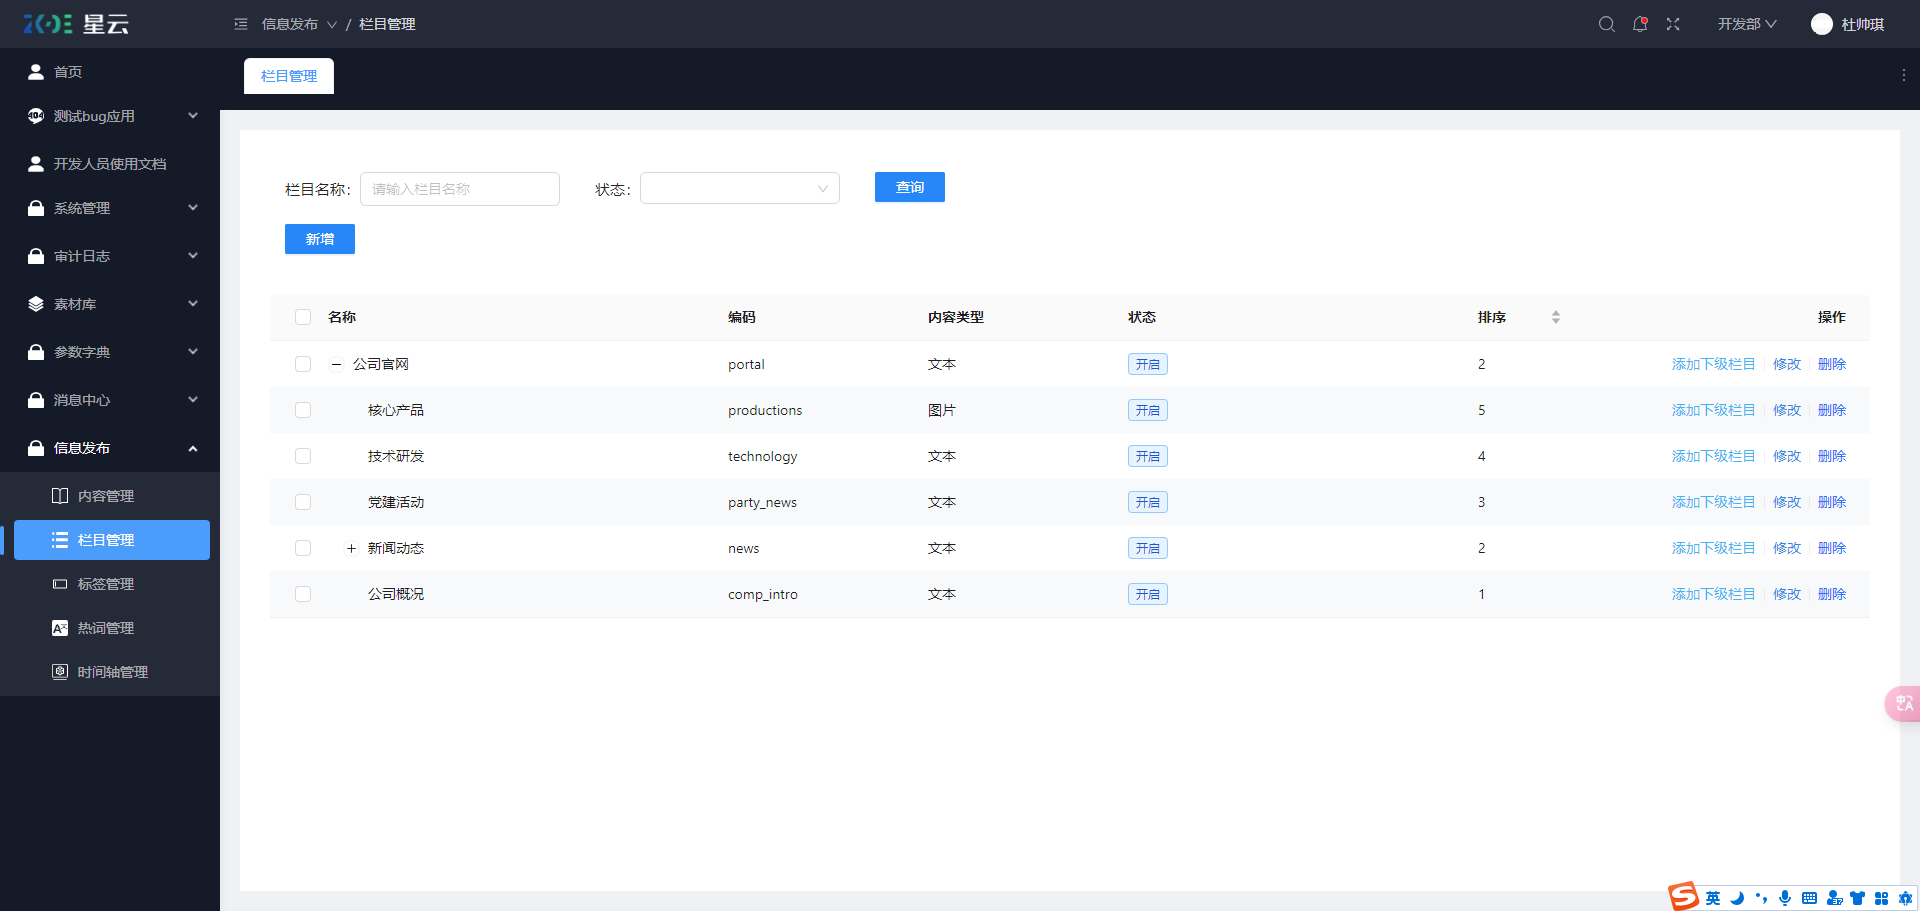 星云
信息发布 / 栏目管理
开发部
杜帅琪
首页
测试bug应用
开发人员使用文档
系统管理
审计日志
素材库
参数字典
消息中心
信息发布
内容管理
栏目管理
标签管理
热词管理
时间轴管理
栏目管理
栏目名称: 请输入栏目名称 状态: 查询
新增
名称 编码 内容类型 状态 排序 操作
公司官网 portal 文本 开启 2 添加下级栏目 修改 删除
核心产品 productions 图片 开启 5 添加下级栏目 修改 删除
技术研发 technology 文本 开启 4 添加下级栏目 修改 删除
党建活动 party_news 文本 开启 3 添加下级栏目 修改 删除
新闻动态 news 文本 开启 2 添加下级栏目 修改 删除
公司概况 comp_intro 文本 开启 1 添加下级栏目 修改 删除
英